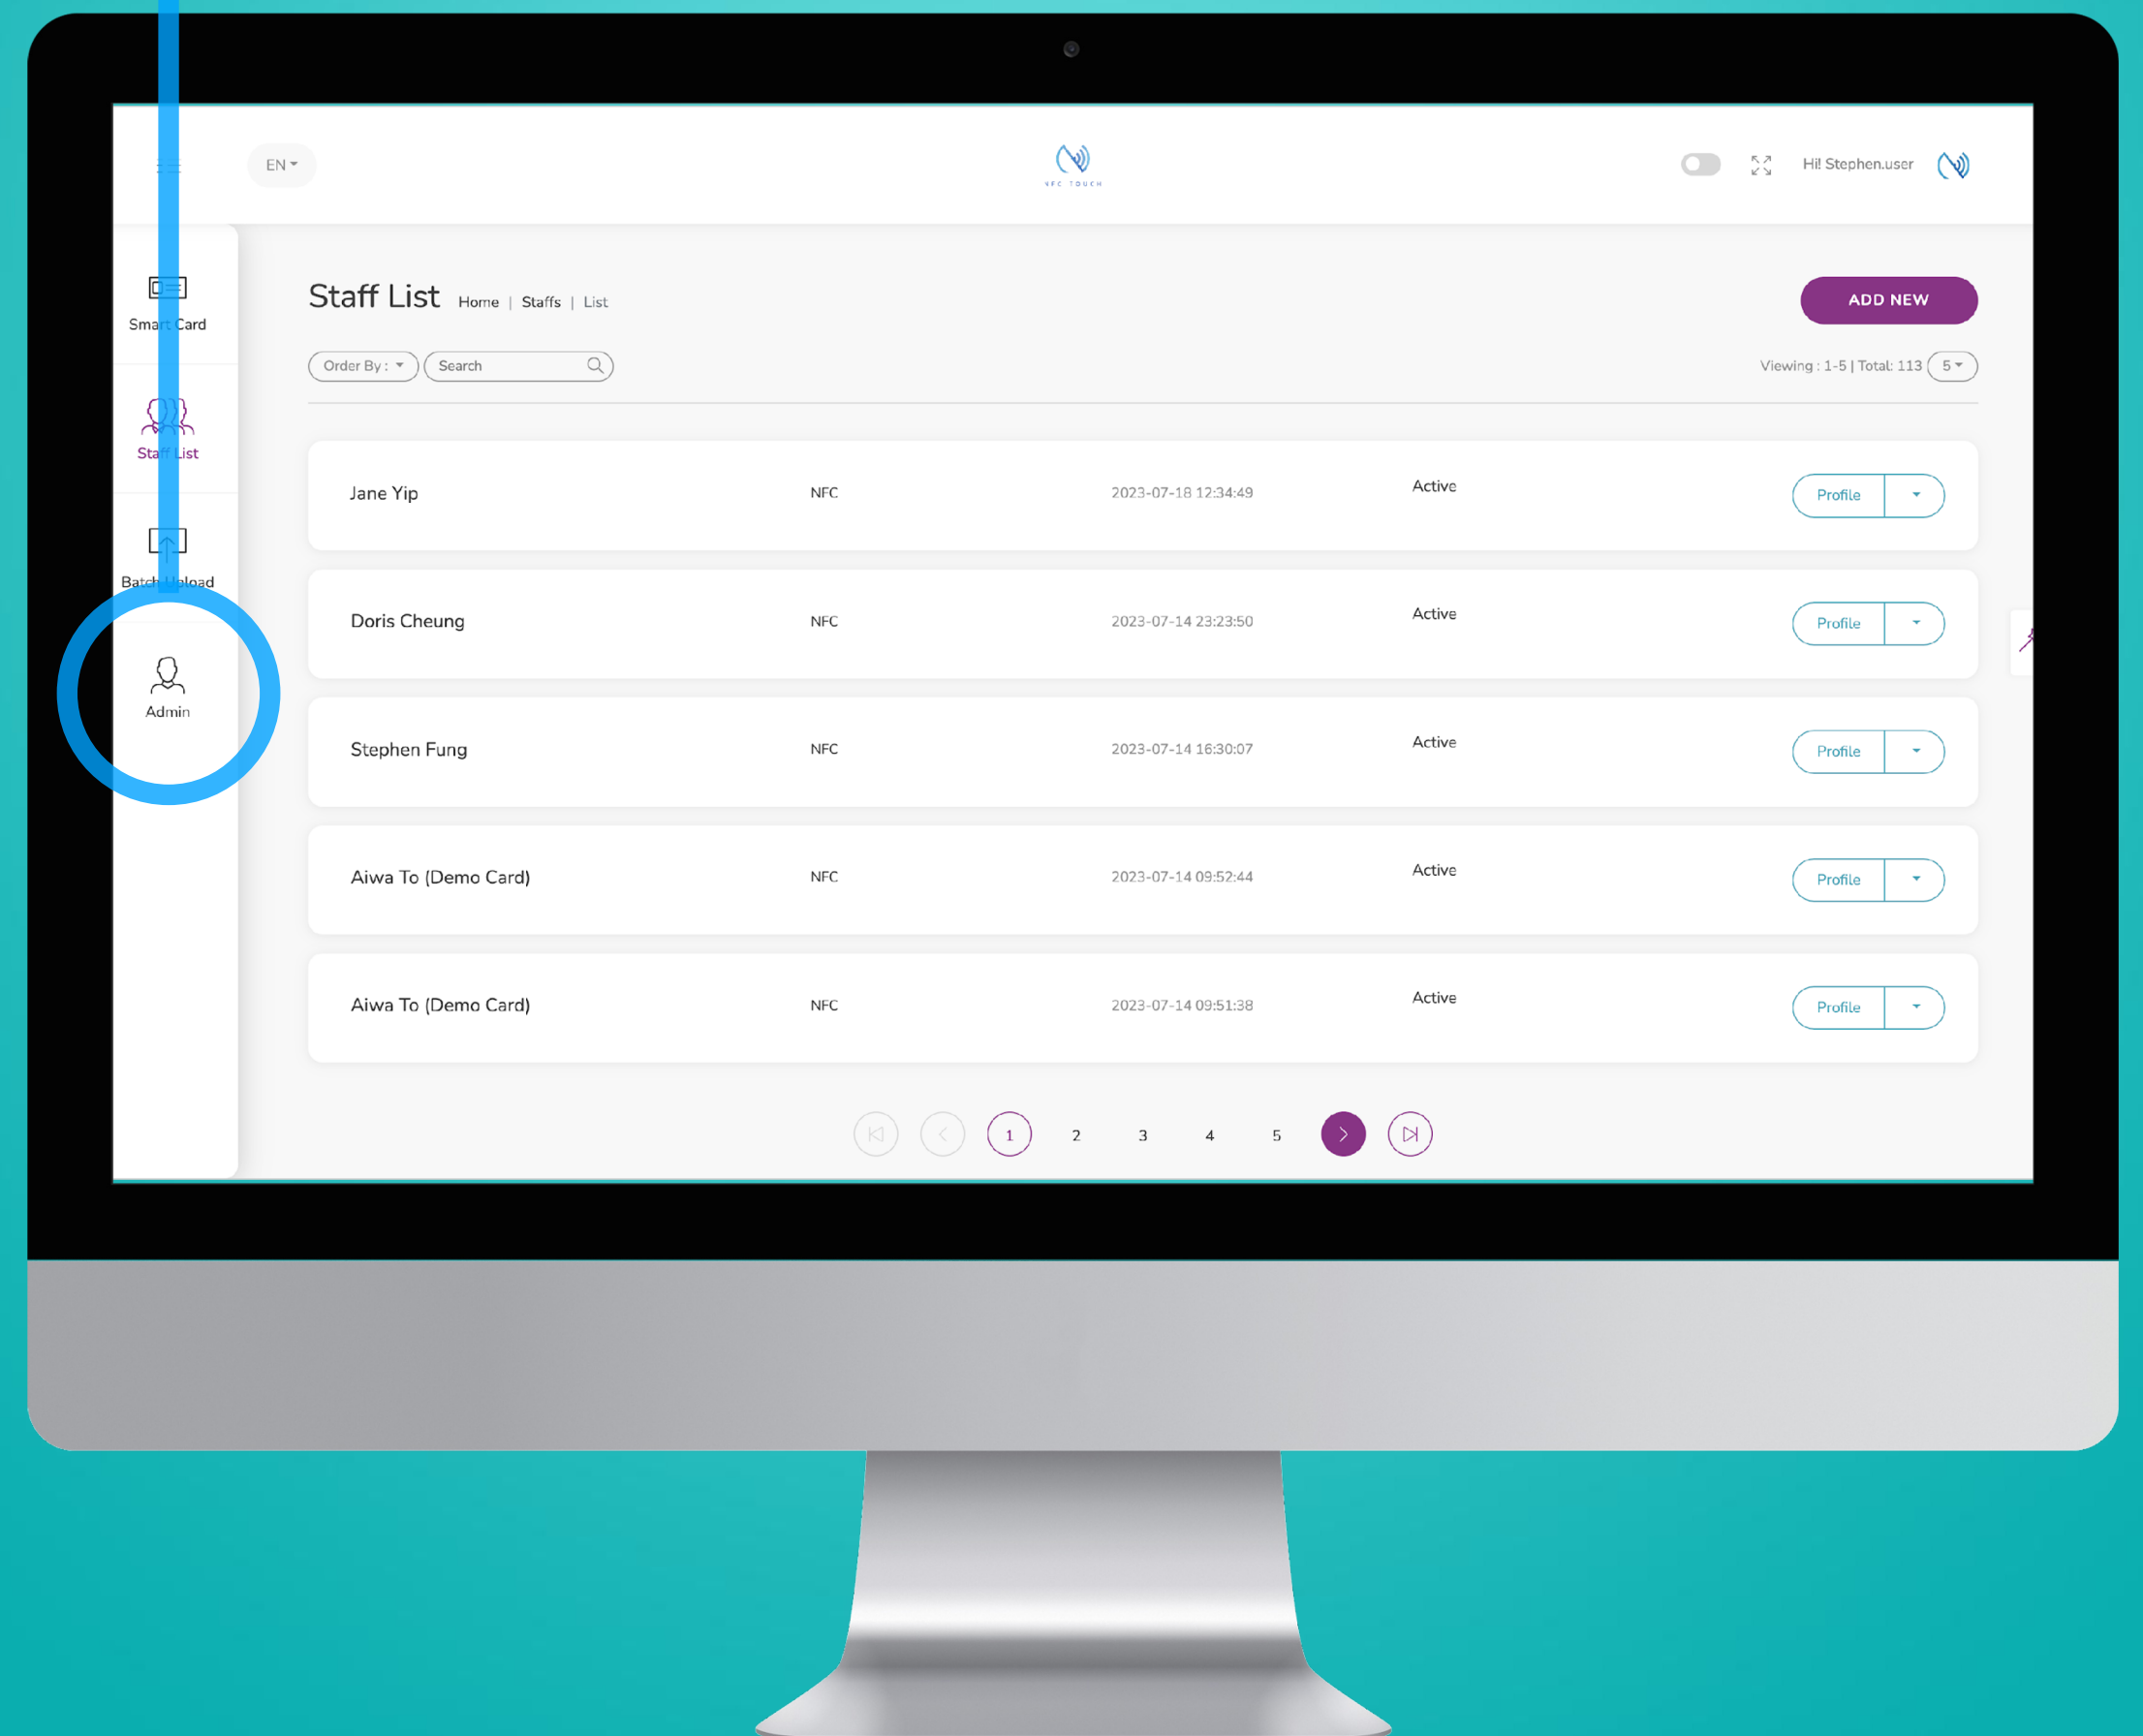 EN
NFC TOUCH
Hi! Stephen.user
Smart Card
Staff List
Batch Upload
Admin
Staff List Home | Staffs | List
ADD NEW
Order By : Search
Viewing : 1-5 | Total: 113 5
Jane Yip NFC 2023-07-18 12:34:49 Active Profile
Doris Cheung NFC 2023-07-14 23:23:50 Active Profile
Stephen Fung NFC 2023-07-14 16:30:07 Active Profile
Aiwa To (Demo Card) NFC 2023-07-14 09:52:44 Active Profile
Aiwa To (Demo Card) NFC 2023-07-14 09:51:38 Active Profile
1 2 3 4 5